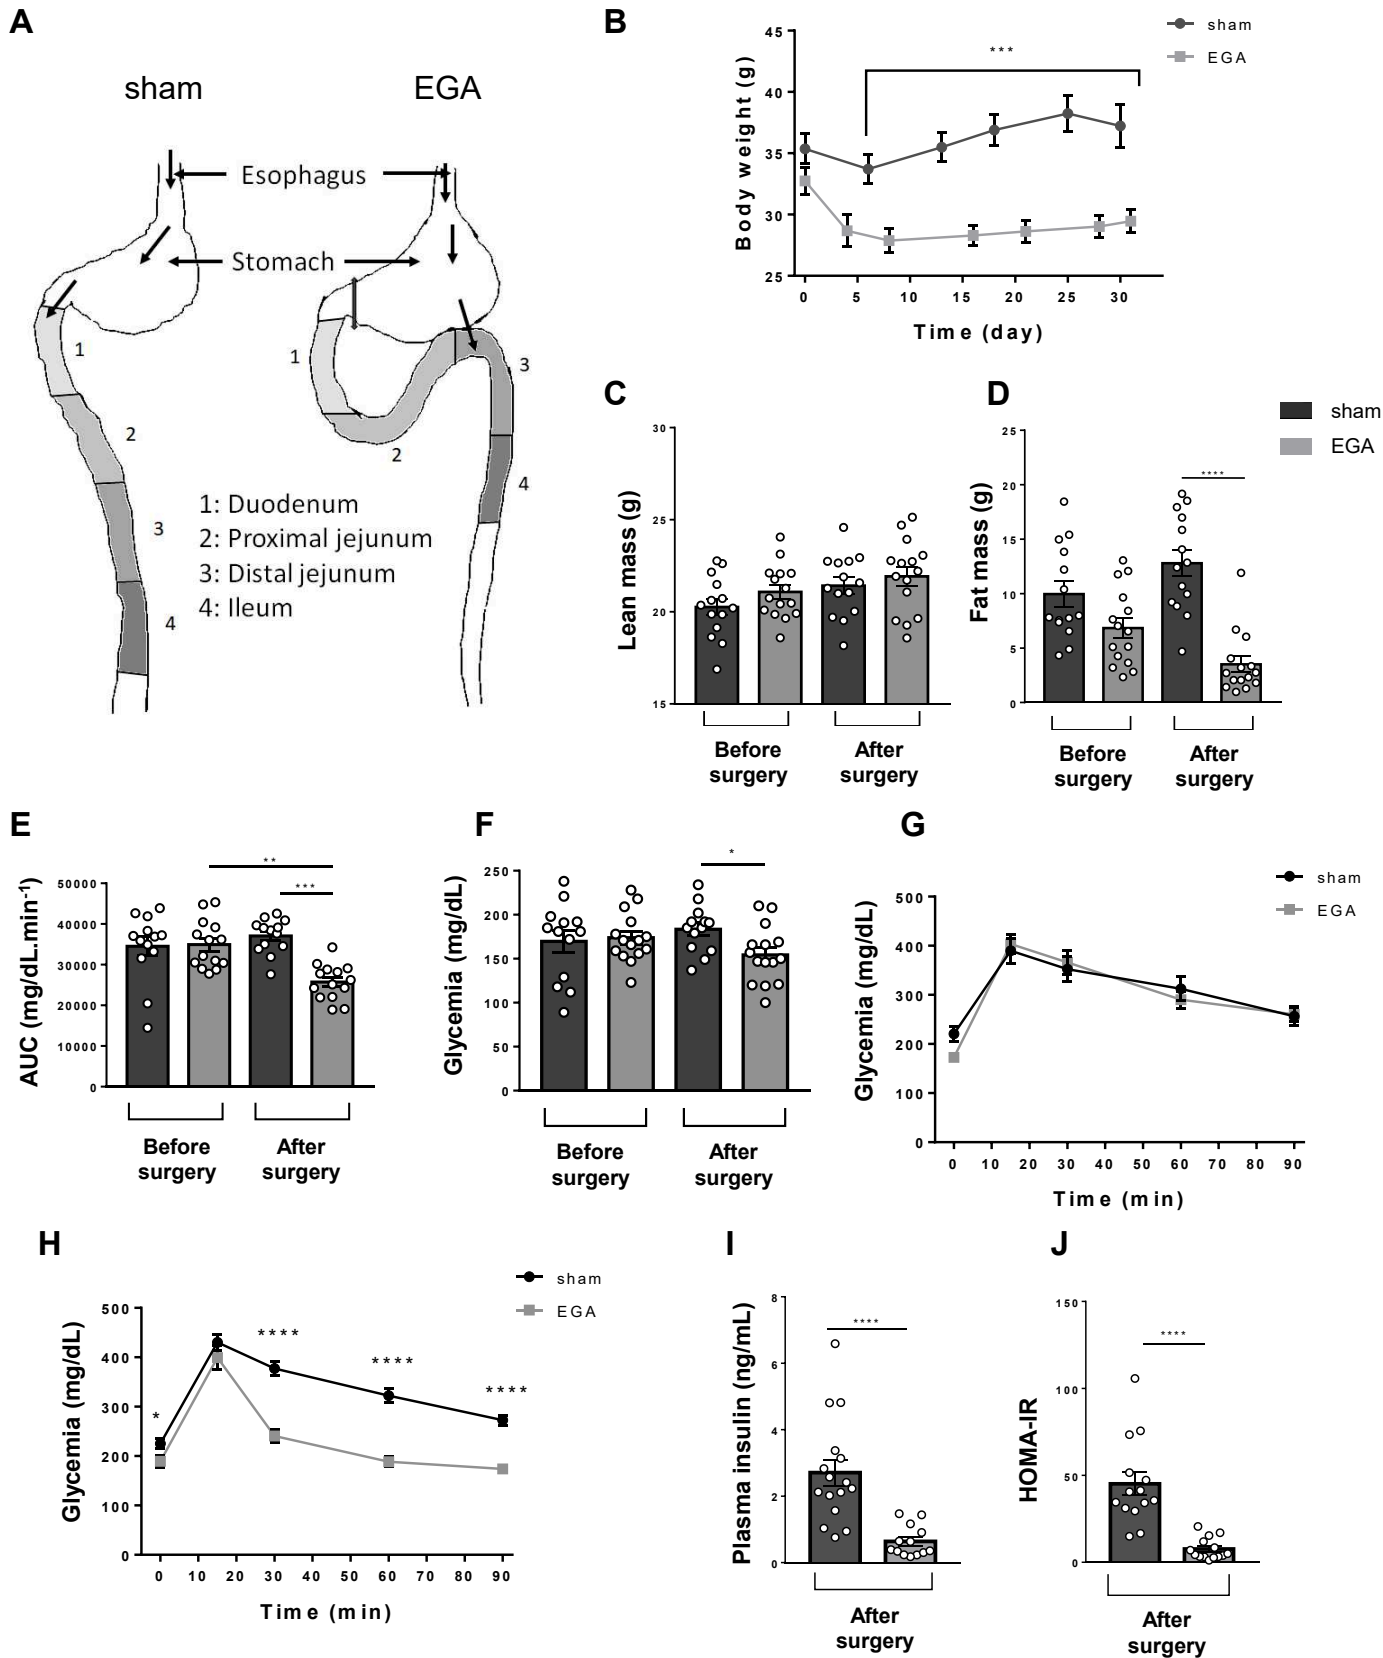 A
sham
EGA
Esophagus
Stomach
1
2
3
4
1
2
3
4
1: Duodenum
2: Proximal jejunum
3: Distal jejunum
4: Ileum
B
sham
EGA
***
Body weight (g)
45
40
35
30
25
0 5 10 15 20 25 30
Time (day)
C
Lean mass (g)
30
25
20
15
Before surgery
After surgery
D
sham
EGA
****
Fat mass (g)
25
20
15
10
5
0
Before surgery
After surgery
E
**
***
AUC (mg/dL.min⁻¹)
50000
40000
30000
20000
10000
0
Before surgery
After surgery
F
*
Glycemia (mg/dL)
250
200
150
100
50
0
Before surgery
After surgery
G
sham
EGA
Glycemia (mg/dL)
500
400
300
200
100
0
0 10 20 30 40 50 60 70 80 90
Time (min)
H
sham
EGA
*
****
****
****
Glycemia (mg/dL)
500
400
300
200
100
0
0 10 20 30 40 50 60 70 80 90
Time (min)
I
****
Plasma insulin (ng/mL)
8
6
4
2
0
After surgery
J
****
HOMA-IR
150
100
50
0
After surgery